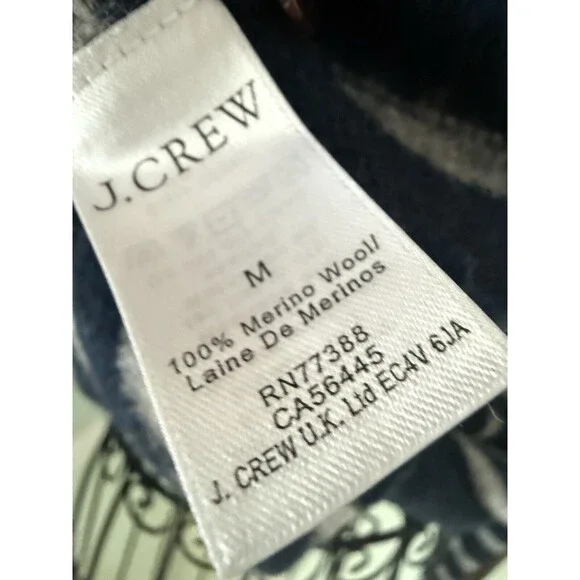 J.CREW
M
100% Merino Wool/
Laine De Merinos
RN77388
CA56445
J. CREW U.K. Ltd EC4V 6JA